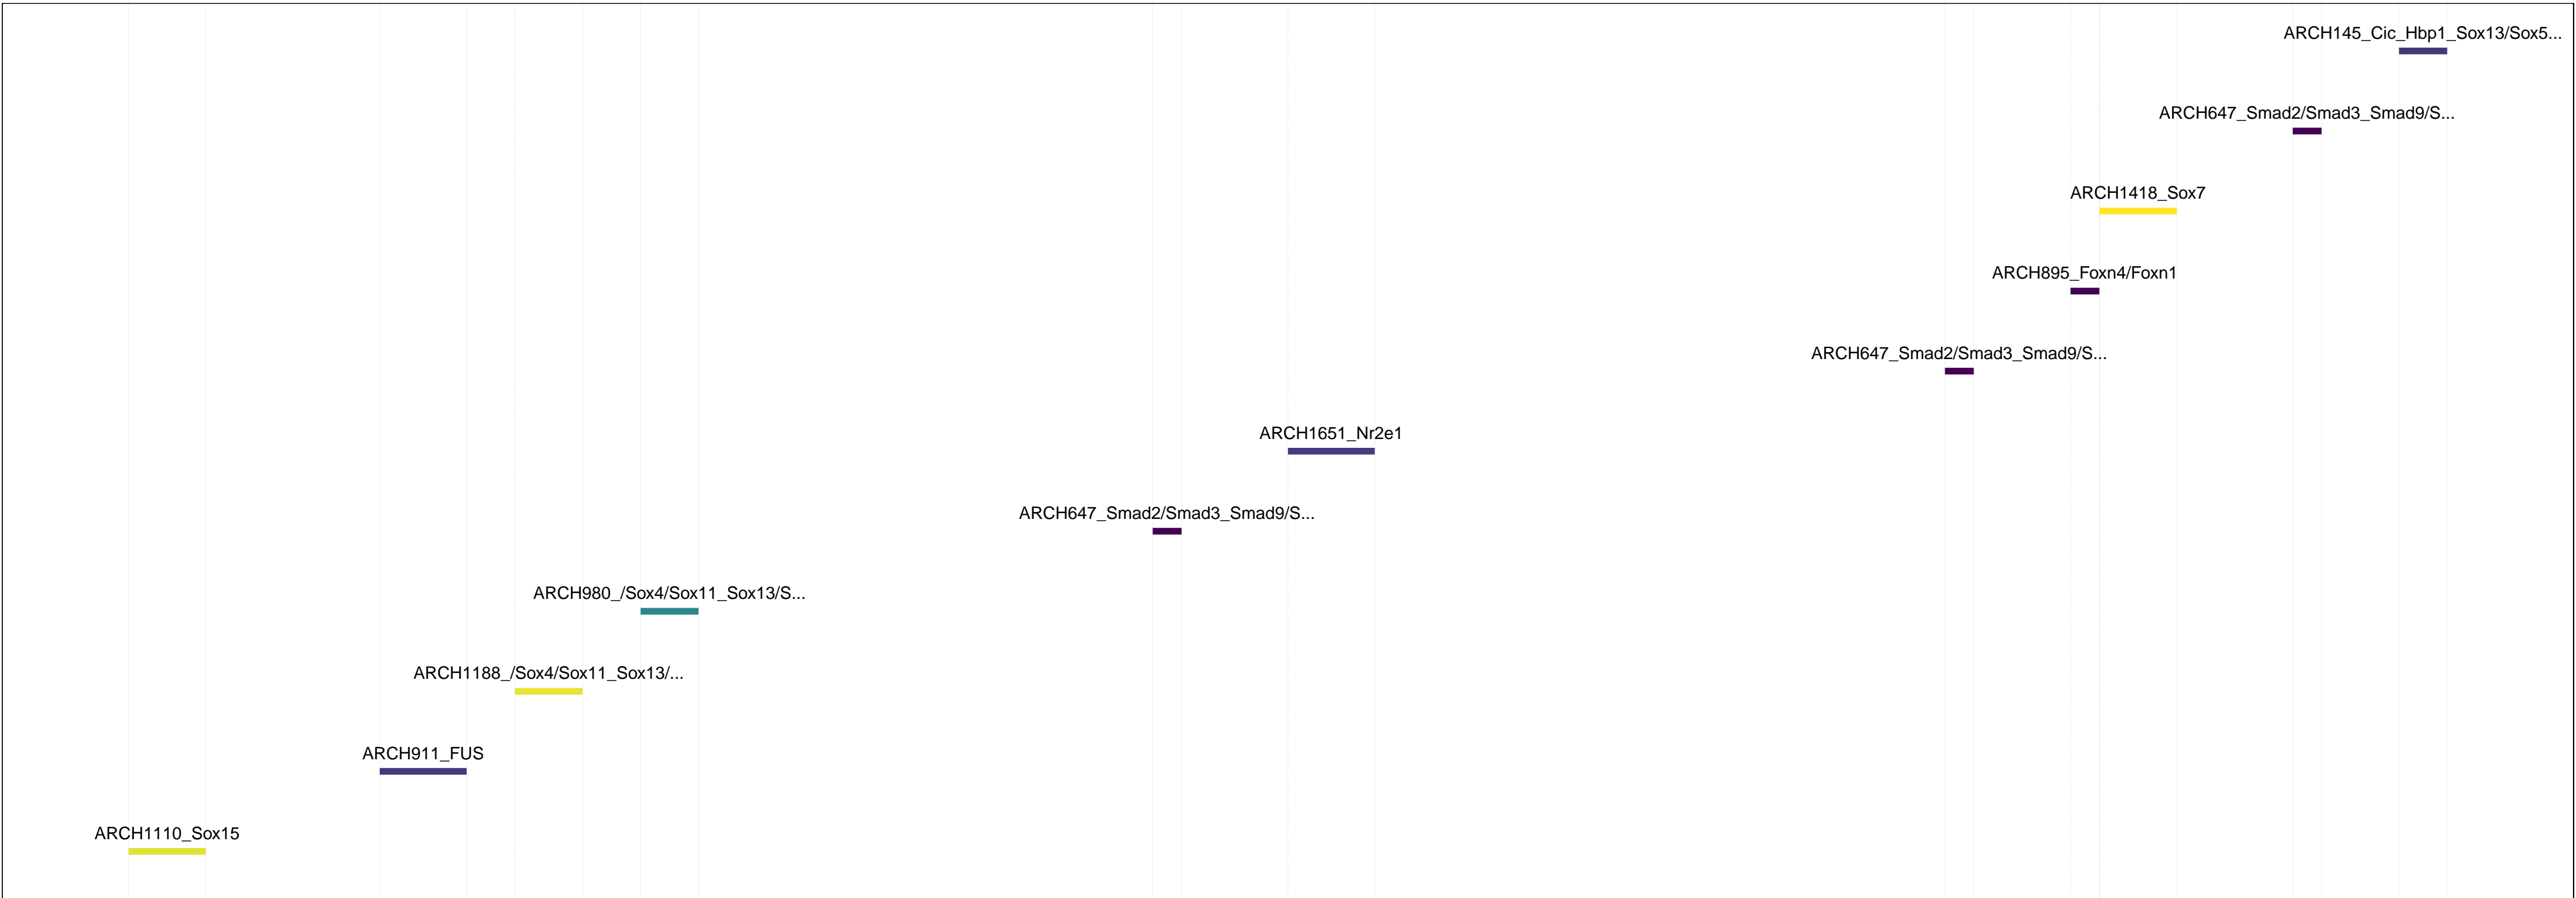 ARCH145_Cic_Hbp1_Sox13/Sox5...
ARCH647_Smad2/Smad3_Smad9/S...
ARCH1418_Sox7
ARCH895_Foxn4/Foxn1
ARCH647_Smad2/Smad3_Smad9/S...
ARCH1651_Nr2e1
ARCH647_Smad2/Smad3_Smad9/S...
ARCH980_/Sox4/Sox11_Sox13/S...
ARCH1188_/Sox4/Sox11_Sox13/...
ARCH911_FUS
ARCH1110_Sox15